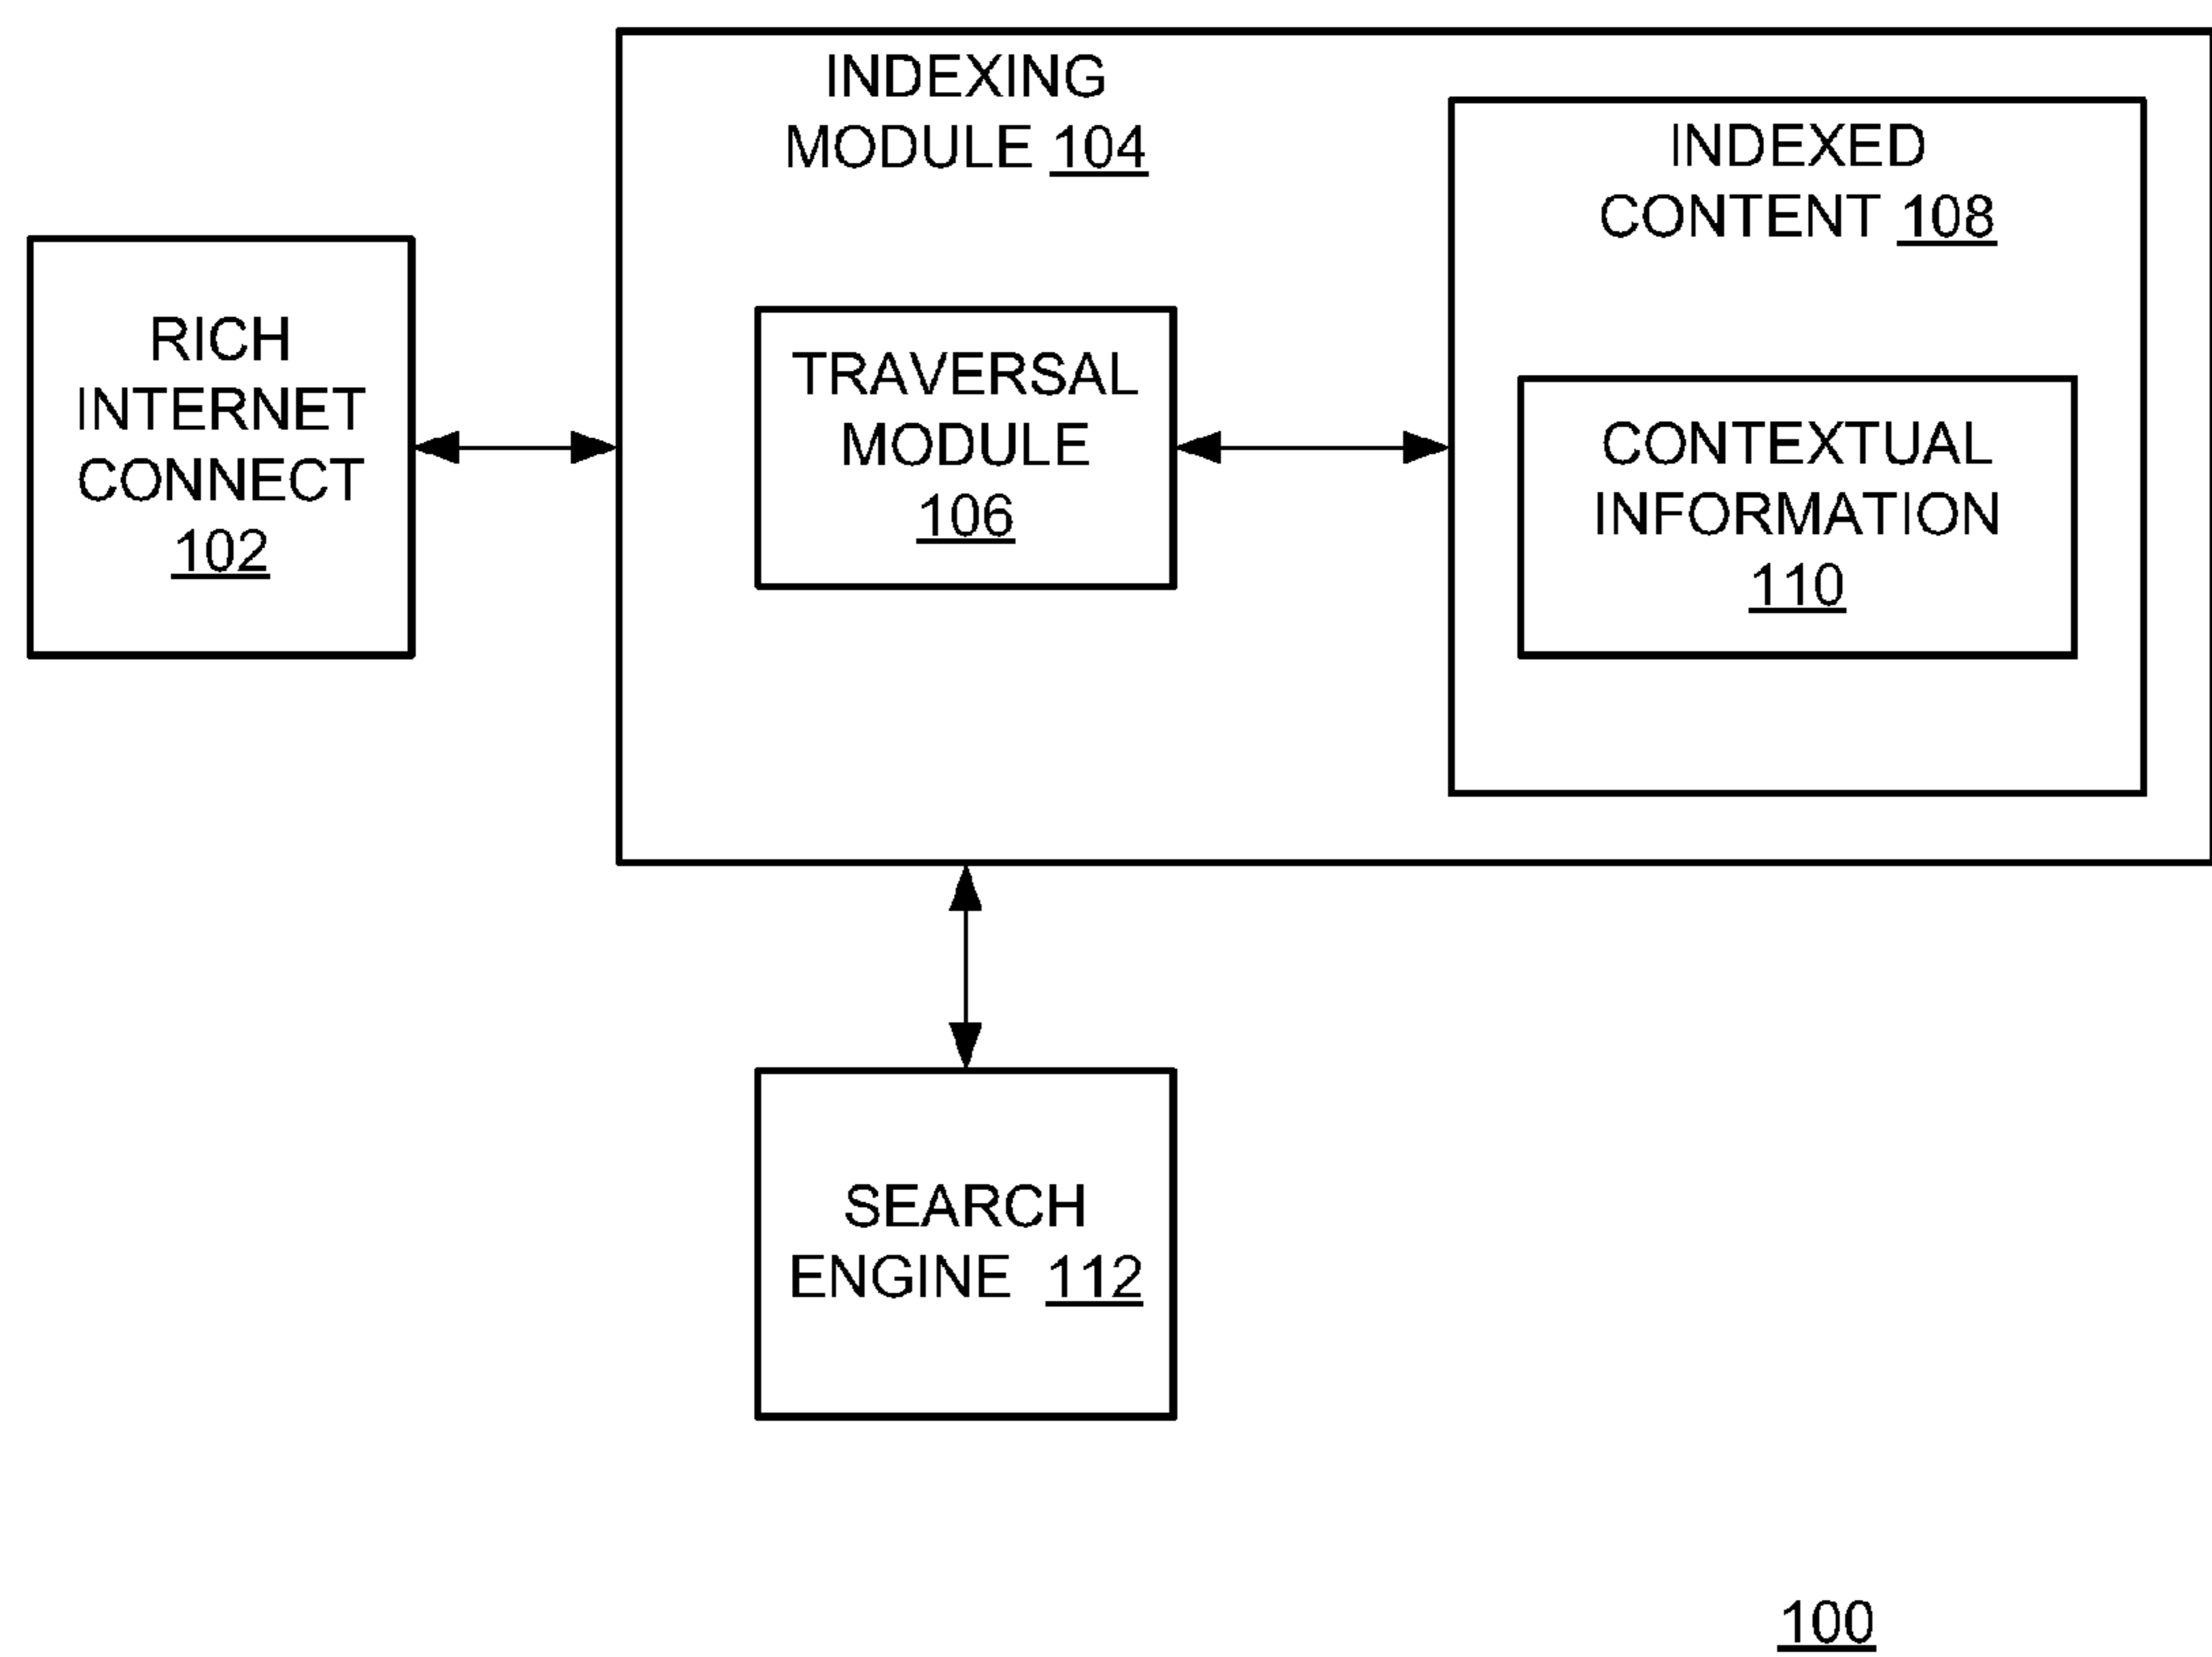 INDEXING
MODULE 104
INDEXED
CONTENT 108
RICH
INTERNET
CONNECT
102
TRAVERSAL
MODULE
106
CONTEXTUAL
INFORMATION
110
SEARCH
ENGINE 112
100